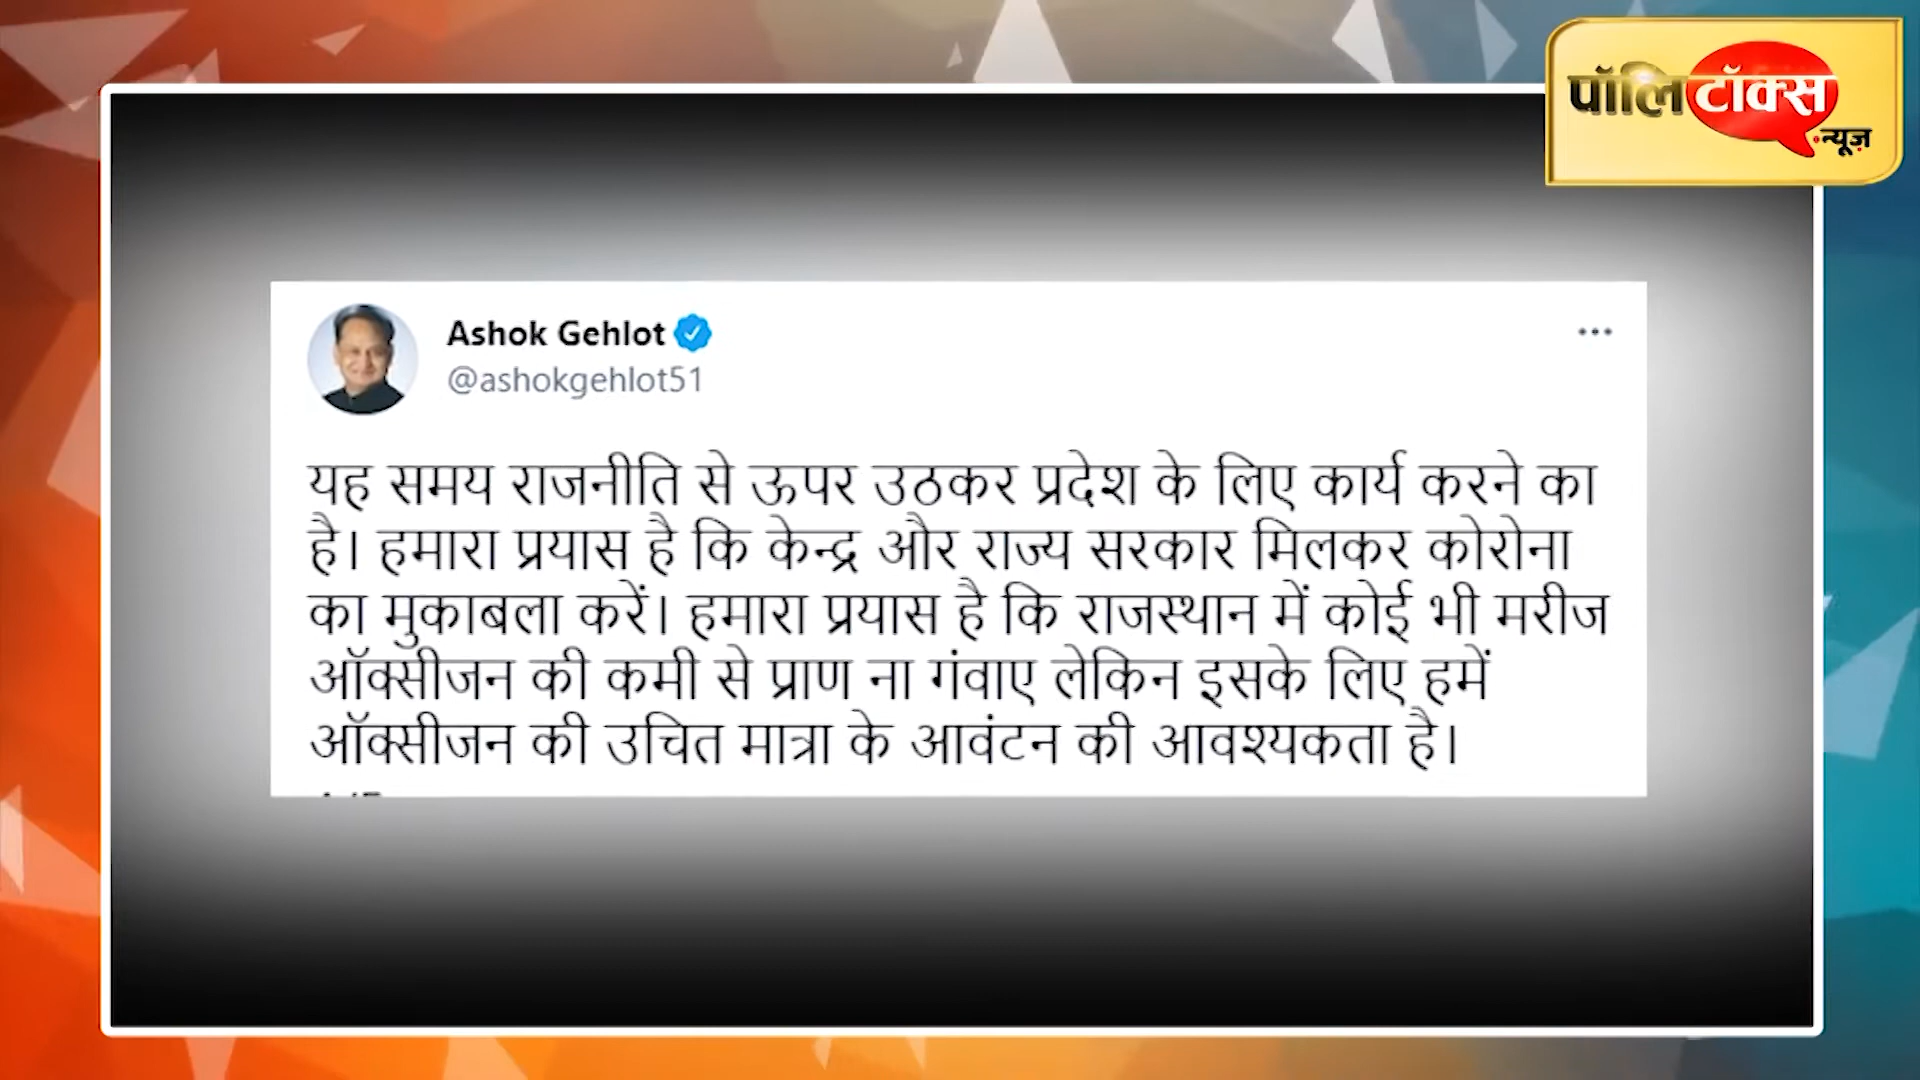 पॉलिटॉक्स
न्यूज़
Ashok Gehlot
@ashokgehlot51
यह समय राजनीति से ऊपर उठकर प्रदेश के लिए कार्य करने का
है। हमारा प्रयास है कि केन्द्र और राज्य सरकार मिलकर कोरोना
का मुकाबला करें। हमारा प्रयास है कि राजस्थान में कोई भी मरीज
ऑक्सीजन की कमी से प्राण ना गंवाए लेकिन इसके लिए हमें
ऑक्सीजन की उचित मात्रा के आवंटन की आवश्यकता है।